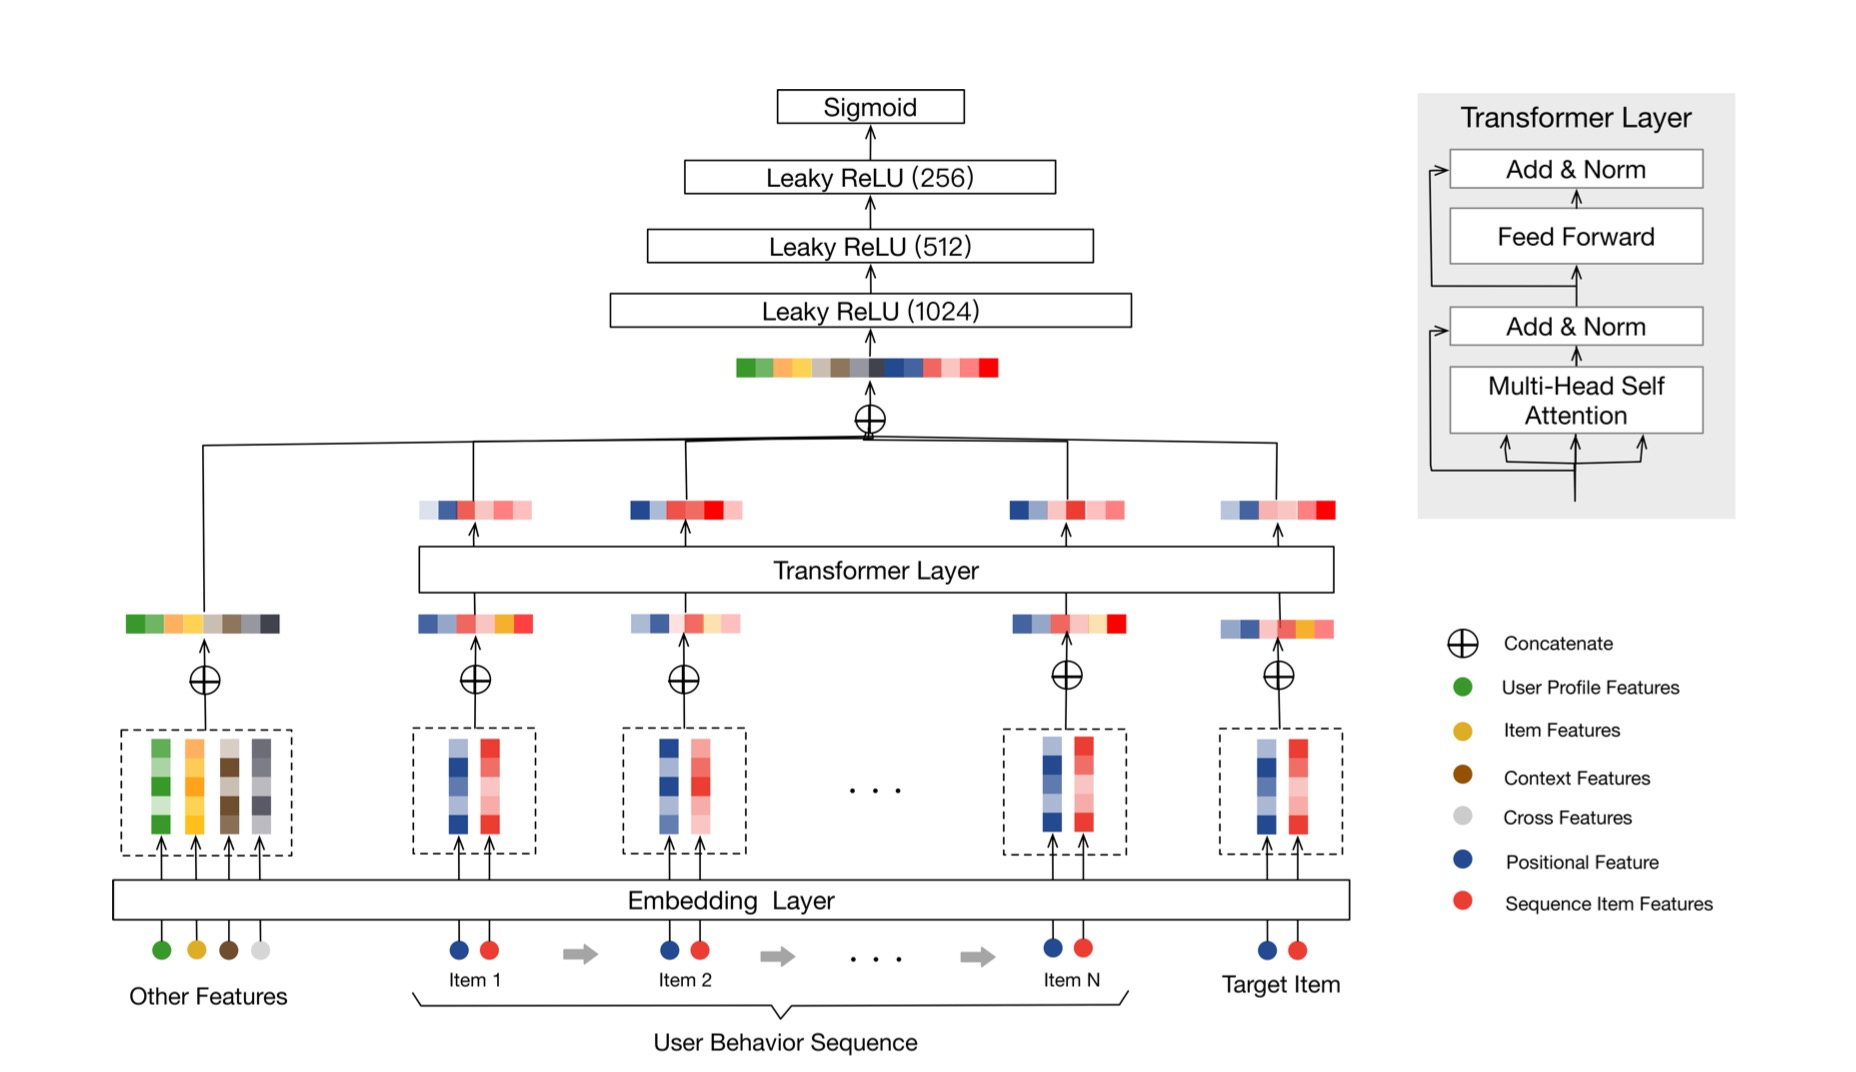 Sigmoid
Leaky ReLU (256)
Leaky ReLU (512)
Leaky ReLU (1024)
Transformer Layer
Embedding Layer
Other Features
Item 1
Item 2
. . .
Item N
Target Item
User Behavior Sequence
Transformer Layer
Add & Norm
Feed Forward
Add & Norm
Multi-Head Self
Attention
Concatenate
User Profile Features
Item Features
Context Features
Cross Features
Positional Feature
Sequence Item Features